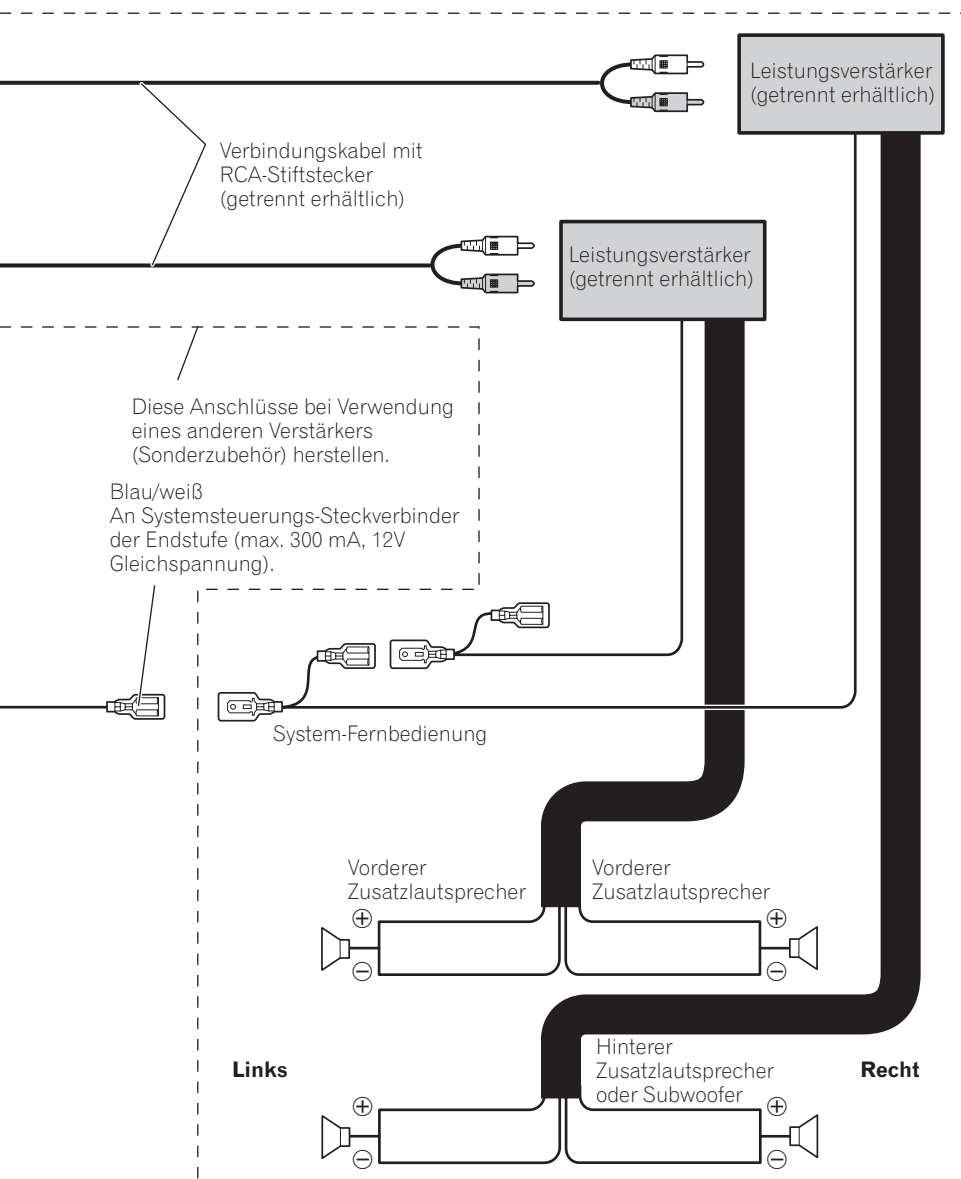 Leistungsverstärker
(getrennt erhältlich)
Verbindungskabel mit
RCA-Stiftstecker
(getrennt erhältlich)
Leistungsverstärker
(getrennt erhältlich)
Diese Anschlüsse bei Verwendung
eines anderen Verstärkers
(Sonderzubehör) herstellen.
Blau/weiß
An Systemsteuerungs-Steckverbinder
der Endstufe (max. 300 mA, 12V
Gleichspannung).
System-Fernbedienung
Vorderer
Zusatzlautsprecher
Vorderer
Zusatzlautsprecher
+
+
−
−
Links
Hinterer
Zusatzlautsprecher
oder Subwoofer
Recht
+
+
−
−